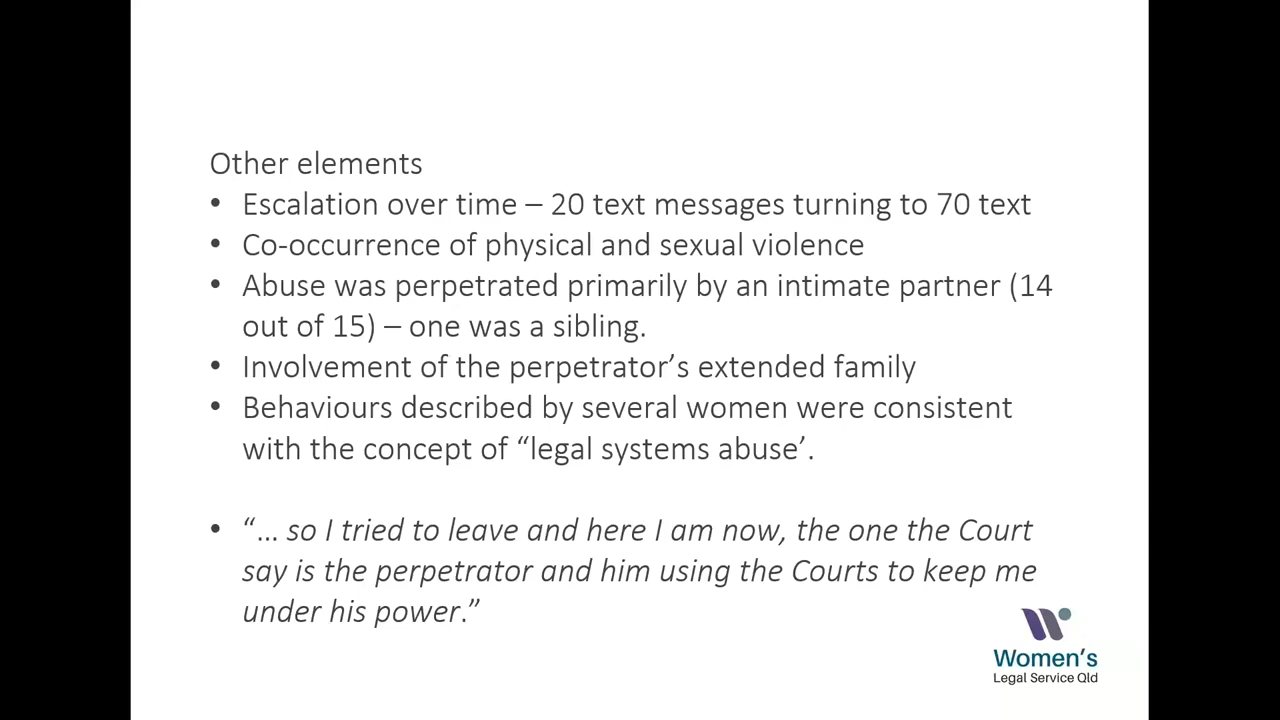 Other elements
• Escalation over time – 20 text messages turning to 70 text
• Co-occurrence of physical and sexual violence
• Abuse was perpetrated primarily by an intimate partner (14
out of 15) – one was a sibling.
• Involvement of the perpetrator’s extended family
• Behaviours described by several women were consistent
with the concept of “legal systems abuse’.
• “… so I tried to leave and here I am now, the one the Court
say is the perpetrator and him using the Courts to keep me
under his power.”
Women’s
Legal Service Qld